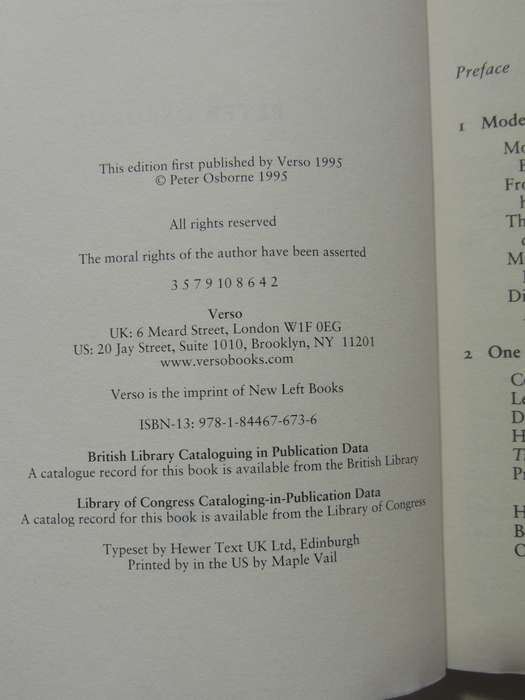 This edition first published by Verso 1995
© Peter Osborne 1995
All rights reserved
The moral rights of the author have been asserted
3 5 7 9 10 8 6 4 2
Verso
UK: 6 Meard Street, London W1F 0EG
US: 20 Jay Street, Suite 1010, Brooklyn, NY 11201
www.versobooks.com
Verso is the imprint of New Left Books
ISBN-13: 978-1-84467-673-6
British Library Cataloguing in Publication Data
A catalogue record for this book is available from the British Library
Library of Congress Cataloging-in-Publication Data
A catalog record for this book is available from the Library of Congress
Typeset by Hewer Text UK Ltd, Edinburgh
Printed by in the US by Maple Vail
Preface
1 Mode
Mo
Fro
h
Th
M
Di
2 One
Le
D
H
Th
H
B